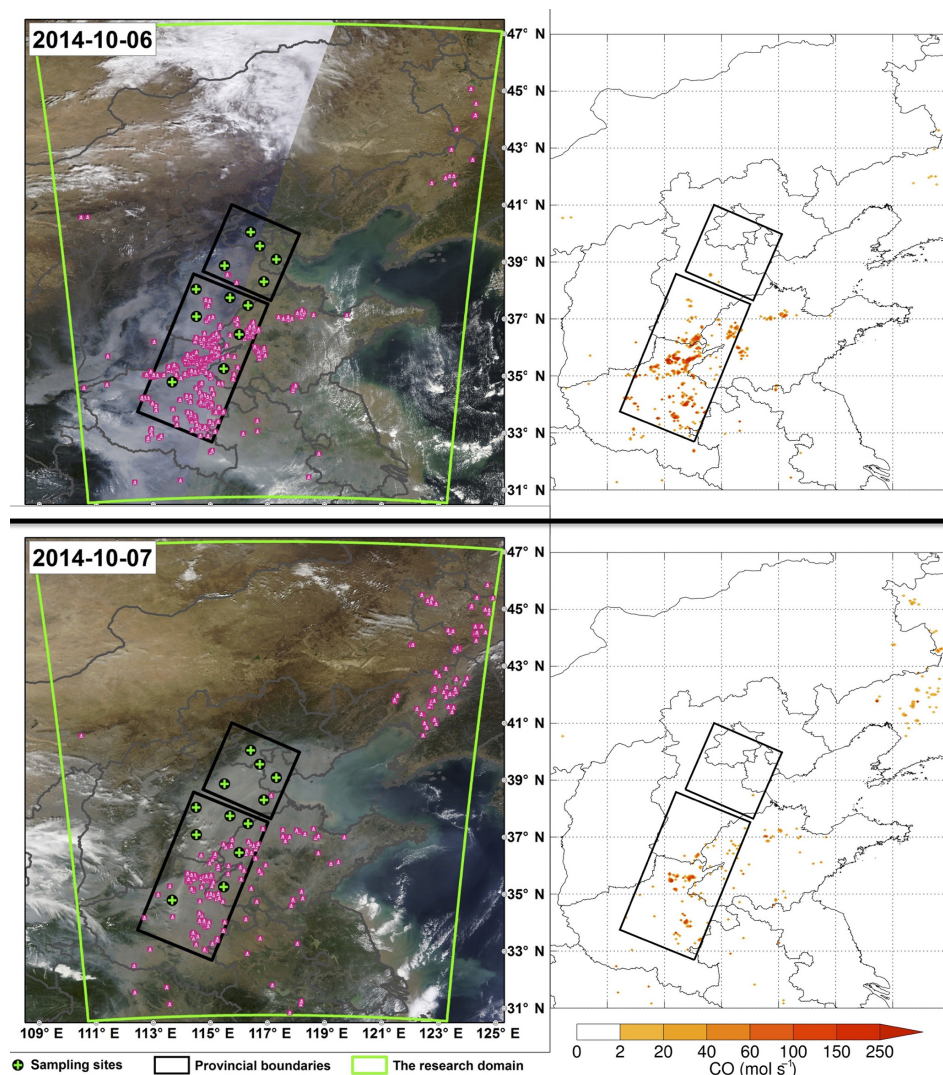 2014-10-06
47° N
45° N
43° N
41° N
39° N
37° N
35° N
33° N
31° N
2014-10-07
47° N
45° N
43° N
41° N
39° N
37° N
35° N
33° N
31° N
109° E 111° E 113° E 115° E 117° E 119° E 121° E 123° E 125° E
0 2 20 40 60 100 150 250
CO (mol s⁻¹)
Sampling sites Provincial boundaries The research domain